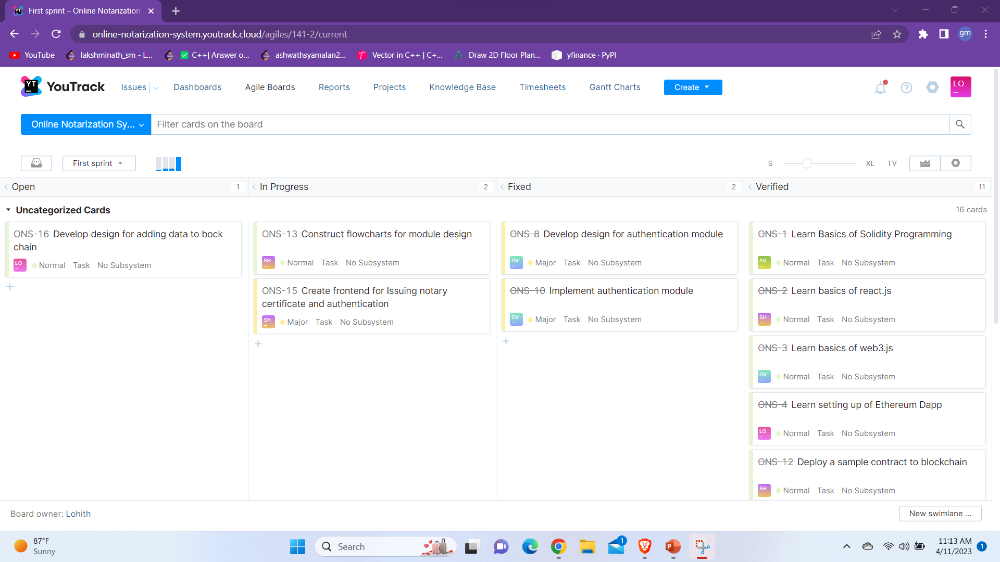 First sprint – Online Notarization
online-notarization-system.youtrack.cloud/agiles/141-2/current
gm
YouTube
lakshminath_sm - L...
C++| Answer o...
ashwathsyamalan2...
Vector in C++ | C+...
Draw 2D Floor Plan...
yfinance · PyPI
YT
YouTrack
Issues
Dashboards
Agile Boards
Reports
Projects
Knowledge Base
Timesheets
Gantt Charts
Create
LO
Online Notarization Sy...
Filter cards on the board
First sprint
S
XL
TV
Open
1
In Progress
2
Fixed
2
Verified
11
Uncategorized Cards
16 cards
ONS-16 Develop design for adding data to bock
chain
LO
Normal Task No Subsystem
ONS-13 Construct flowcharts for module design
SH
Normal Task No Subsystem
ONS-15 Create frontend for Issuing notary
certificate and authentication
SH
Major Task No Subsystem
ONS-8 Develop design for authentication module
DV
Major Task No Subsystem
ONS-10 Implement authentication module
DV
Major Task No Subsystem
ONS-1 Learn Basics of Solidity Programming
AS
Normal Task No Subsystem
ONS-2 Learn basics of react.js
SH
Normal Task No Subsystem
ONS-3 Learn basics of web3.js
DV
Normal Task No Subsystem
ONS-4 Learn setting up of Ethereum Dapp
LO
Normal Task No Subsystem
ONS-12 Deploy a sample contract to blockchain
SH
Normal Task No Subsystem
Board owner: Lohith
New swimlane ...
87°F
Sunny
Search
1
P
11:13 AM
4/11/2023
1